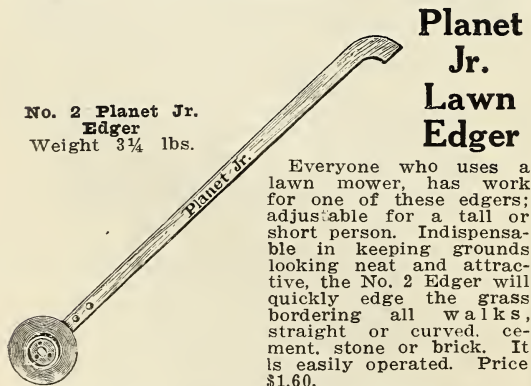 Planet
Jr.
Lawn
Edger
No. 2 Planet Jr.
Edger
Weight 3¼ lbs.
Planet Jr.
Everyone who uses a
lawn mower, has work
for one of these edgers;
adjustable for a tall or
short person. Indispensa-
ble in keeping grounds
looking neat and attrac-
tive, the No. 2 Edger will
quickly edge the grass
bordering all walks,
straight or curved, ce-
ment, stone or brick. It
is easily operated. Price
$1.60.